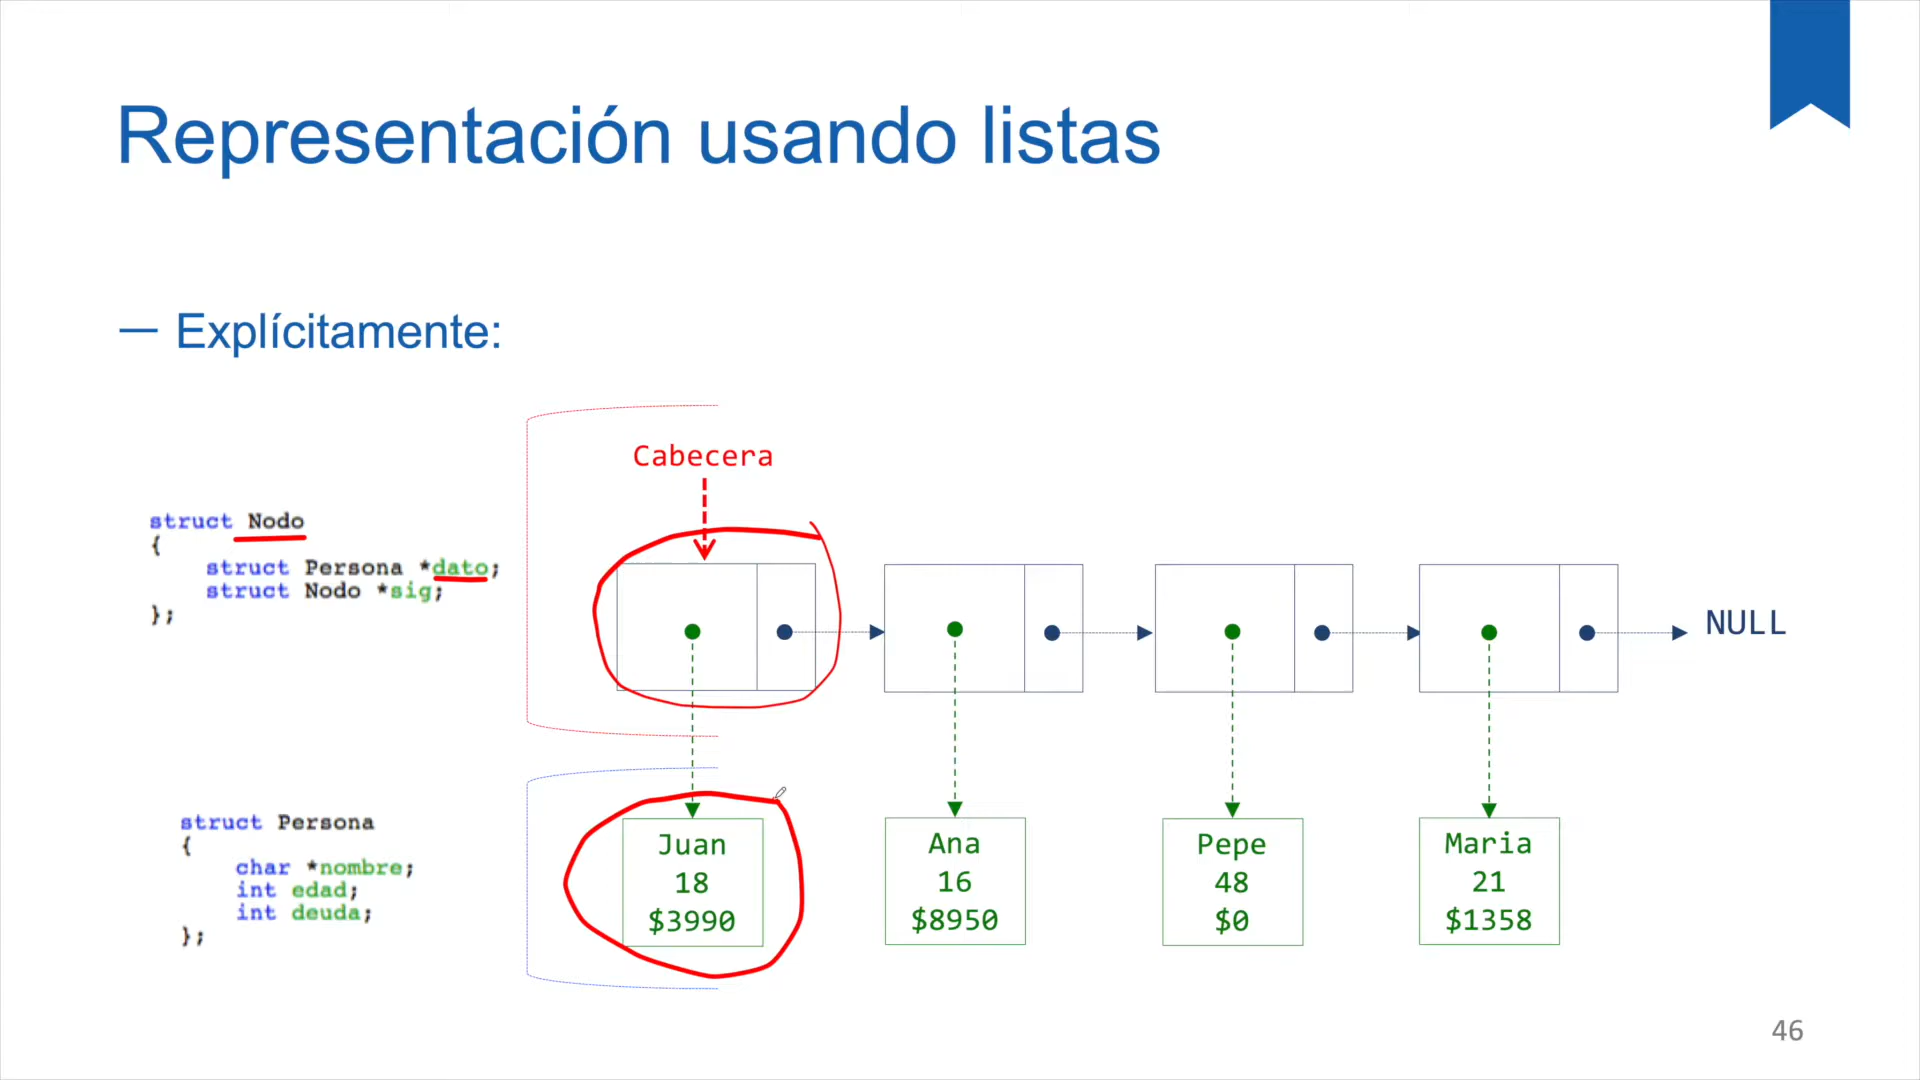 Representación usando listas
— Explícitamente:
Cabecera
struct Nodo
{
struct Persona *dato;
struct Nodo *sig;
};
NULL
struct Persona
{
char *nombre;
int edad;
int deuda;
};
Juan
18
$3990
Ana
16
$8950
Pepe
48
$0
Maria
21
$1358
46